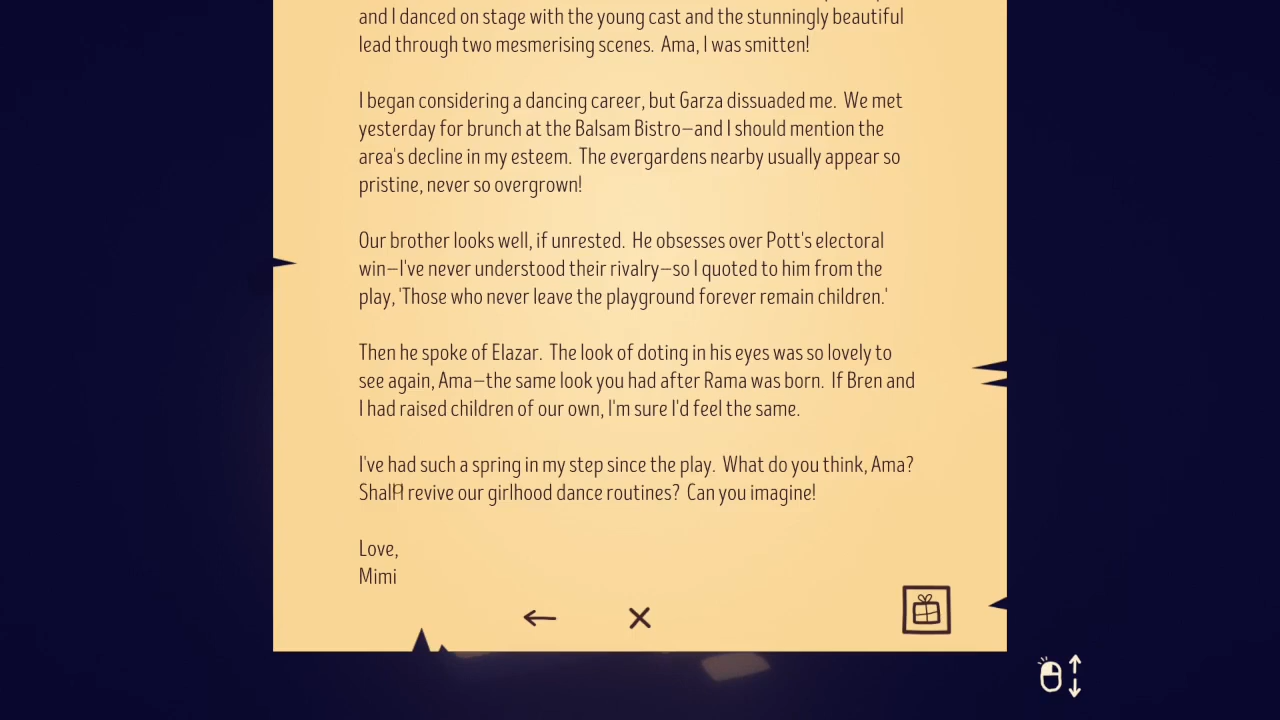 and I danced on stage with the young cast and the stunningly beautiful
lead through two mesmerising scenes.  Ama, I was smitten!
I began considering a dancing career, but Garza dissuaded me.  We met
yesterday for brunch at the Balsam Bistro—and I should mention the
area's decline in my esteem.  The evergardens nearby usually appear so
pristine, never so overgrown!
Our brother looks well, if unrested.  He obsesses over Pott's electoral
win—I've never understood their rivalry—so I quoted to him from the
play, 'Those who never leave the playground forever remain children.'
Then he spoke of Elazar.  The look of doting in his eyes was so lovely to
see again, Ama—the same look you had after Rama was born.  If Bren and
I had raised children of our own, I'm sure I'd feel the same.
I've had such a spring in my step since the play.  What do you think, Ama?
Shall I revive our girlhood dance routines?  Can you imagine!
Love,
Mimi